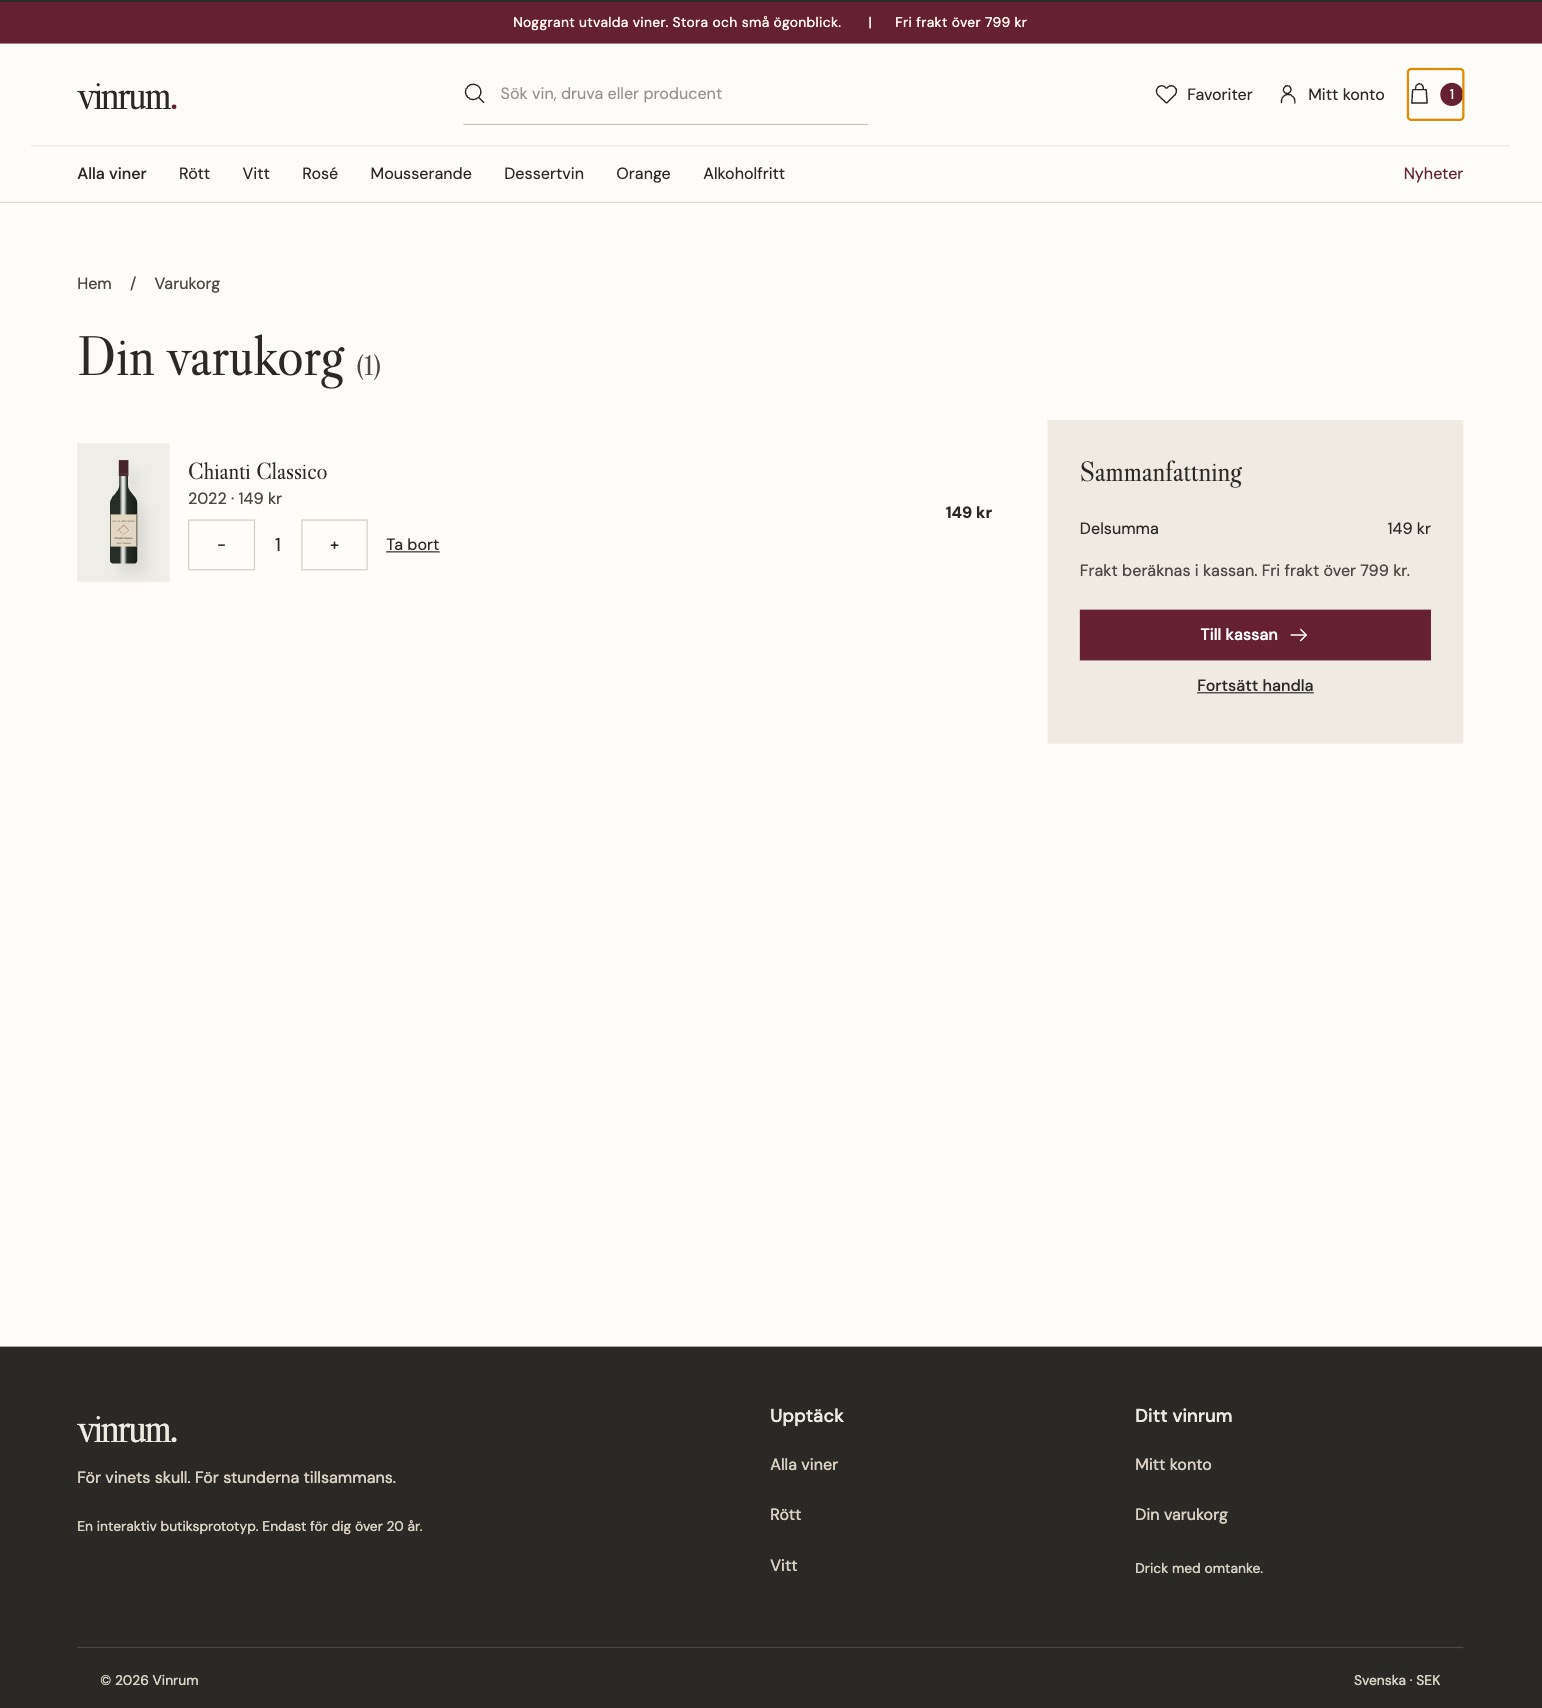 Noggrant utvalda viner. Stora och små ögonblick. | Fri frakt över 799 kr
vinrum.
Sök vin, druva eller producent
Favoriter
Mitt konto
1
Alla viner
Rött
Vitt
Rosé
Mousserande
Dessertvin
Orange
Alkoholfritt
Nyheter
Hem / Varukorg
Din varukorg (1)
Chianti Classico
2022 · 149 kr
- 1 + Ta bort
149 kr
Sammanfattning
Delsumma 149 kr
Frakt beräknas i kassan. Fri frakt över 799 kr.
Till kassan →
Fortsätt handla
vinrum.
För vinets skull. För stunderna tillsammans.
En interaktiv butiksprototyp. Endast för dig över 20 år.
Upptäck
Alla viner
Rött
Vitt
Ditt vinrum
Mitt konto
Din varukorg
Drick med omtanke.
© 2026 Vinrum
Svenska · SEK